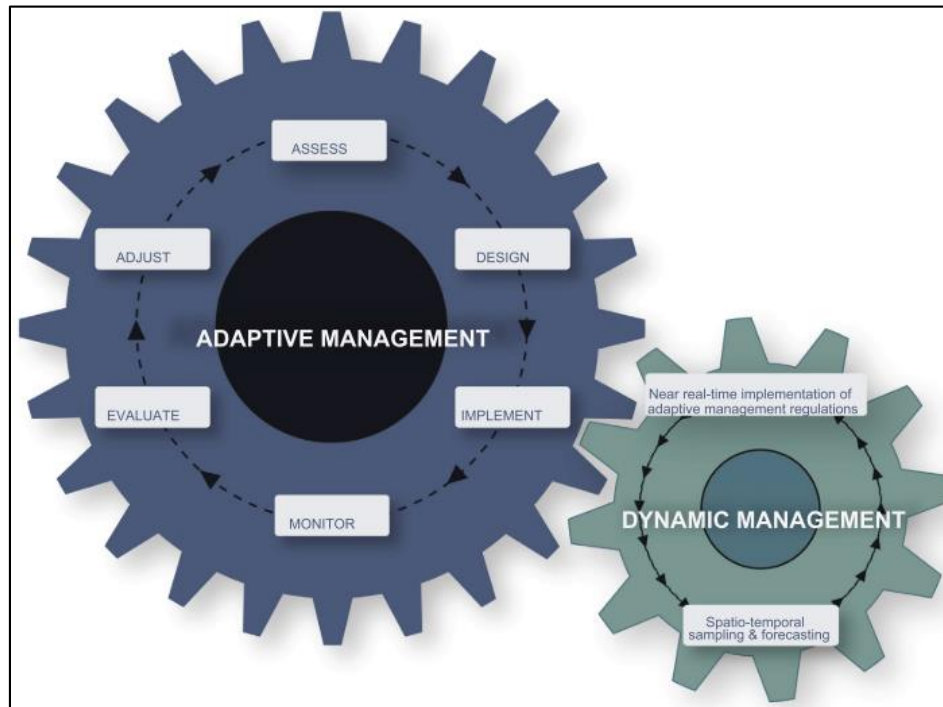 ASSESS
ADJUST
DESIGN
ADAPTIVE MANAGEMENT
EVALUATE
IMPLEMENT
MONITOR
Near real-time implementation of
adaptive management regulations
DYNAMIC MANAGEMENT
Spatio-temporal
sampling & forecasting